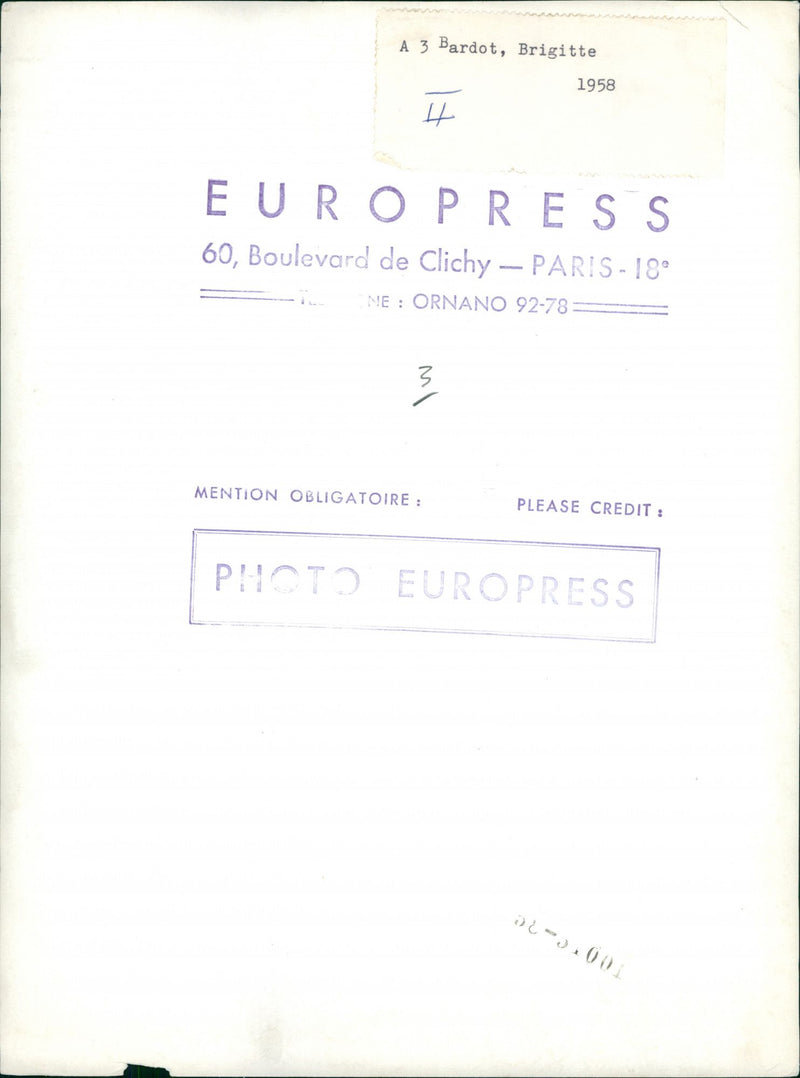 A 3 Bardot, Brigitte
1958
II
EUROPRESS
60, Boulevard de Clichy — PARIS - 18e
: ORNANO 92-78
3
MENTION OBLIGATOIRE :
PLEASE CREDIT :
PHOTO EUROPRESS